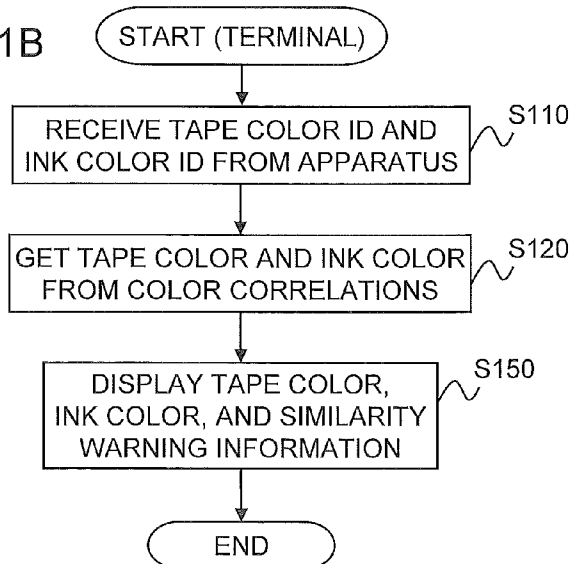 1B
START (TERMINAL)
RECEIVE TAPE COLOR ID AND
INK COLOR ID FROM APPARATUS
S110
GET TAPE COLOR AND INK COLOR
FROM COLOR CORRELATIONS
S120
DISPLAY TAPE COLOR,
INK COLOR, AND SIMILARITY
WARNING INFORMATION
S150
END